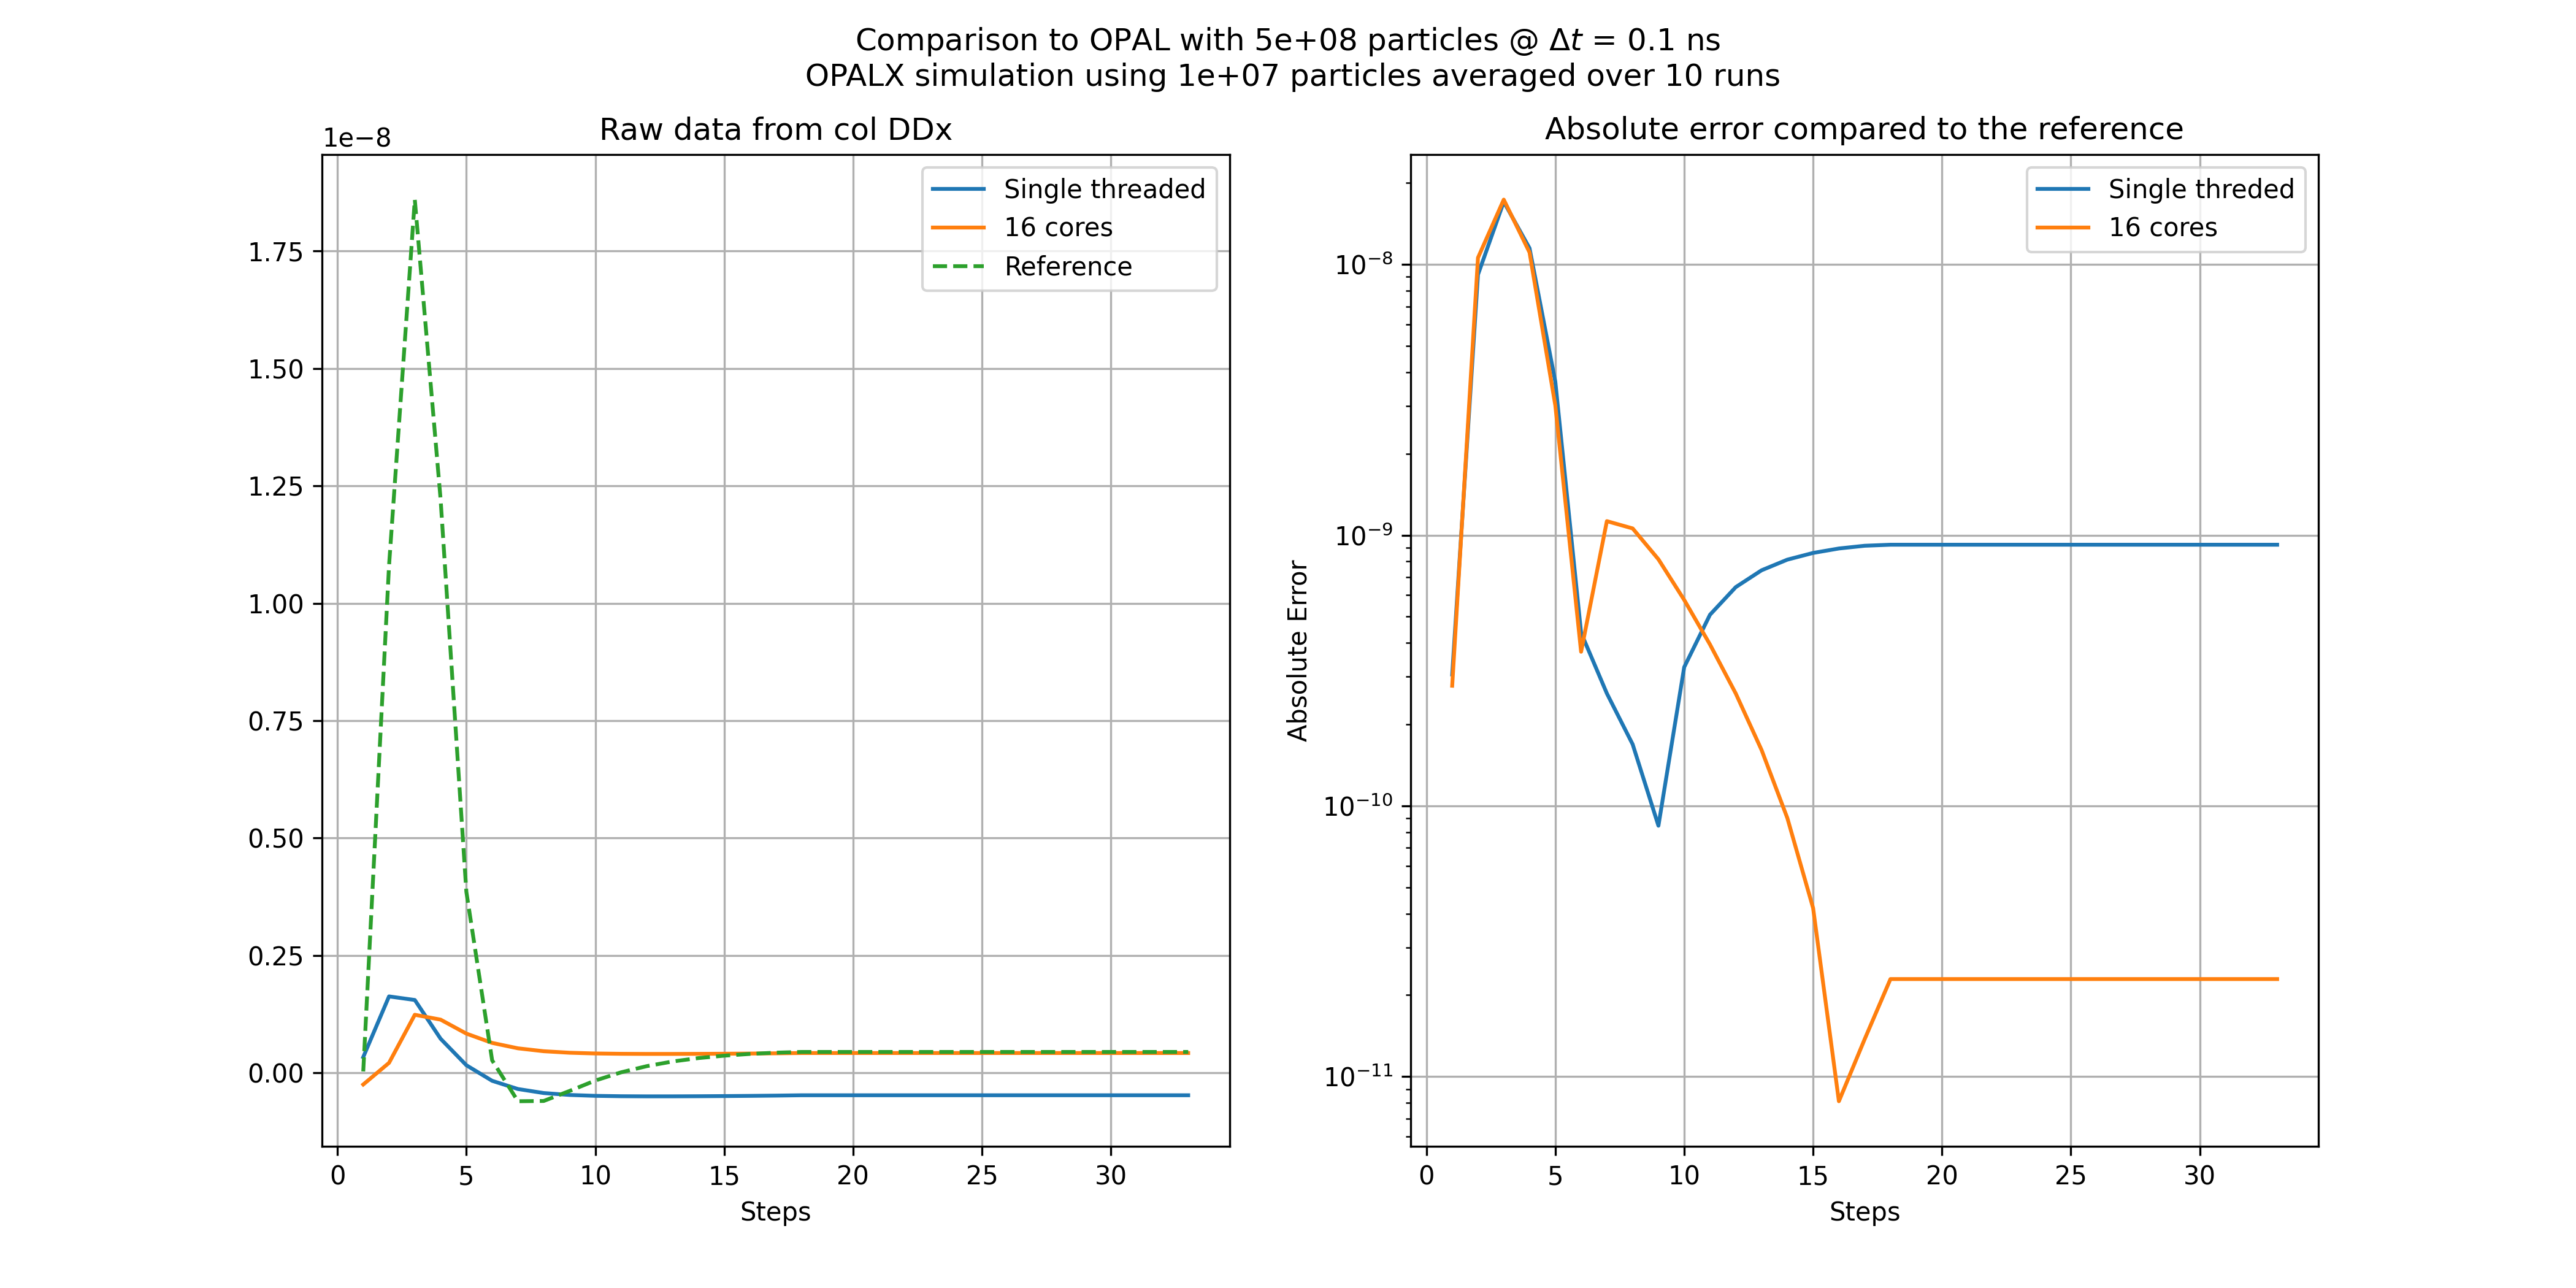 Comparison to OPAL with 5e+08 particles @ Δt = 0.1 ns
OPALX simulation using 1e+07 particles averaged over 10 runs
Raw data from col DDx
1e−8
1.75
1.50
1.25
1.00
0.75
0.50
0.25
0.00
0 5 10 15 20 25 30
Steps
Single threaded
16 cores
Reference
Absolute error compared to the reference
Absolute Error
10⁻⁸
10⁻⁹
10⁻¹⁰
10⁻¹¹
0 5 10 15 20 25 30
Steps
Single threded
16 cores